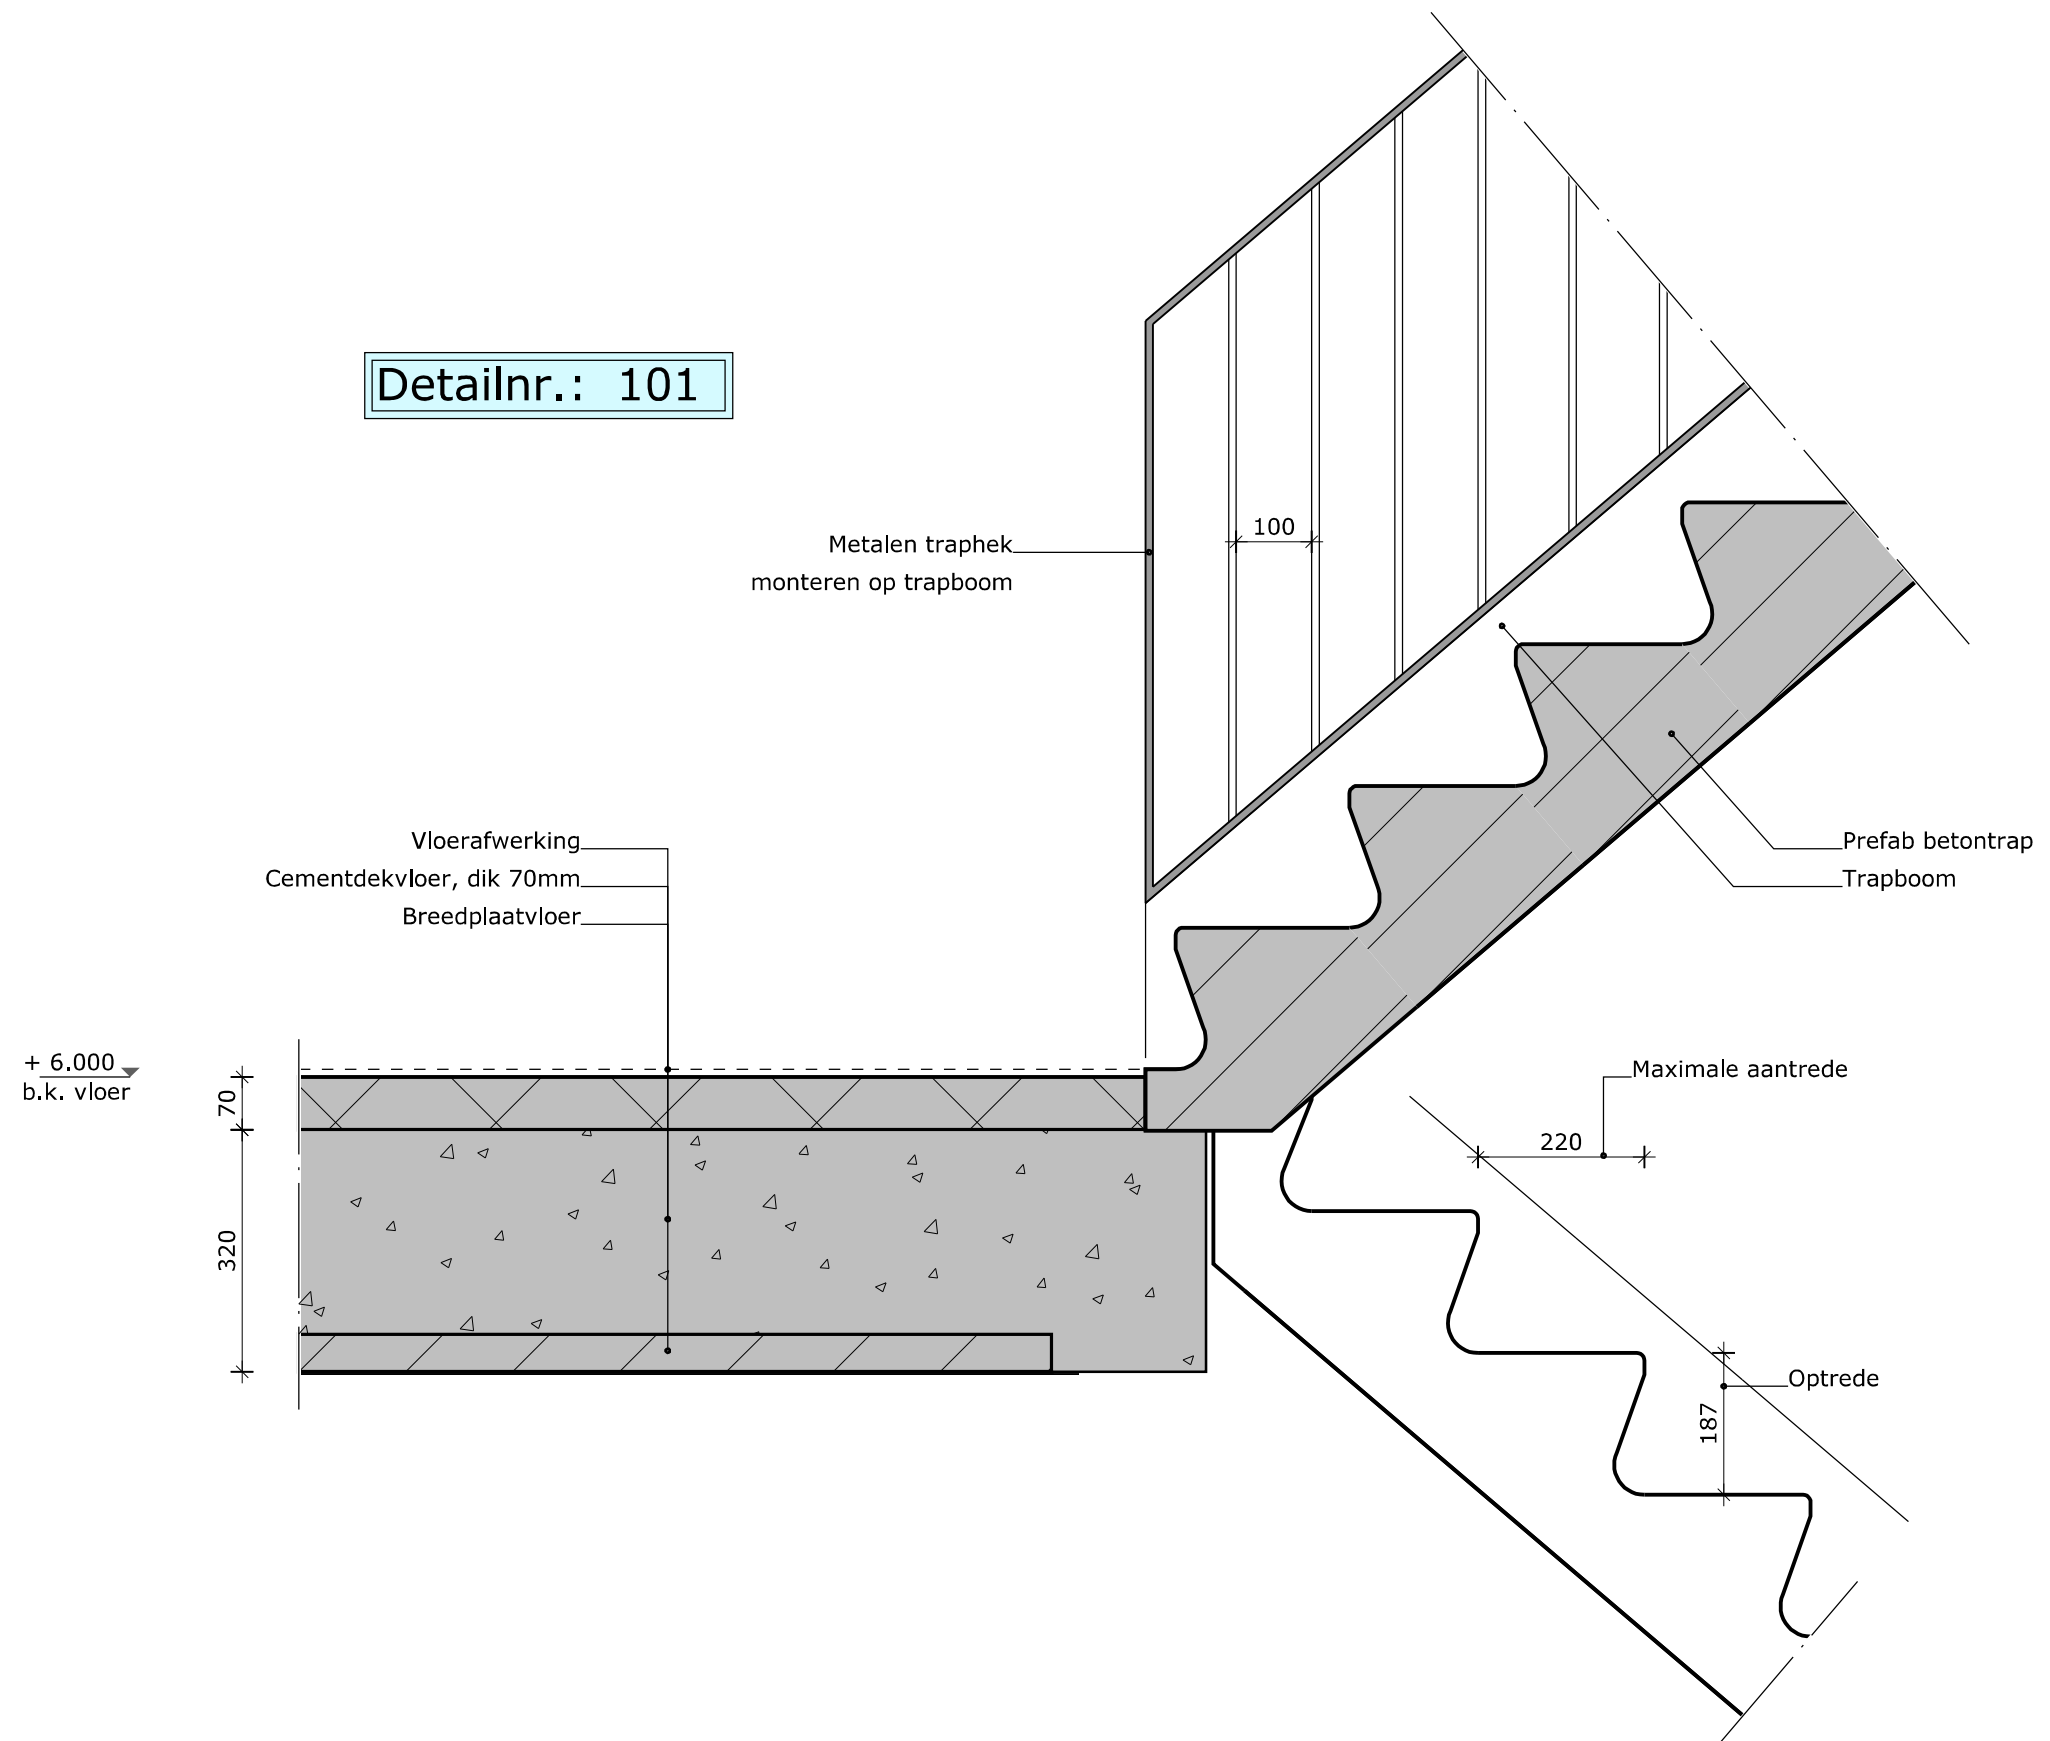 Detailnr.: 101
100
Metalen traphek
monteren op trapboom
Vloerafwerking
Cementdekvloer, dik 70mm
Breedplaatvloer
Prefab betontrap
Trapboom
+ 6.000
b.k. vloer
70
320
Maximale aantrede
220
Optrede
187